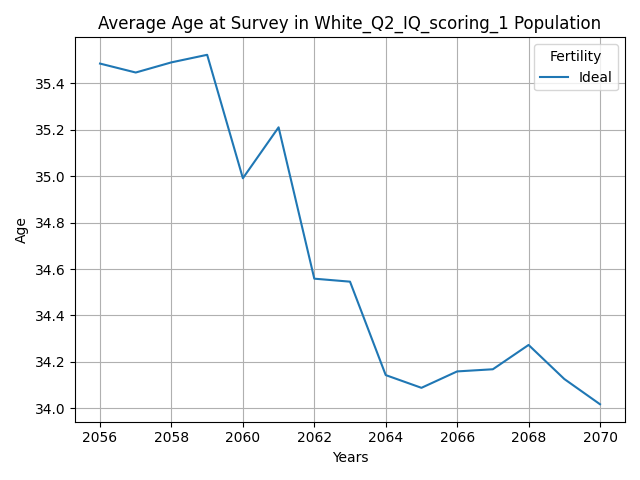 Average Age at Survey in White_Q2_IQ_scoring_1 Population
Fertility
Ideal
35.4
35.2
35.0
34.8
34.6
34.4
34.2
34.0
Age
2056 2058 2060 2062 2064 2066 2068 2070
Years